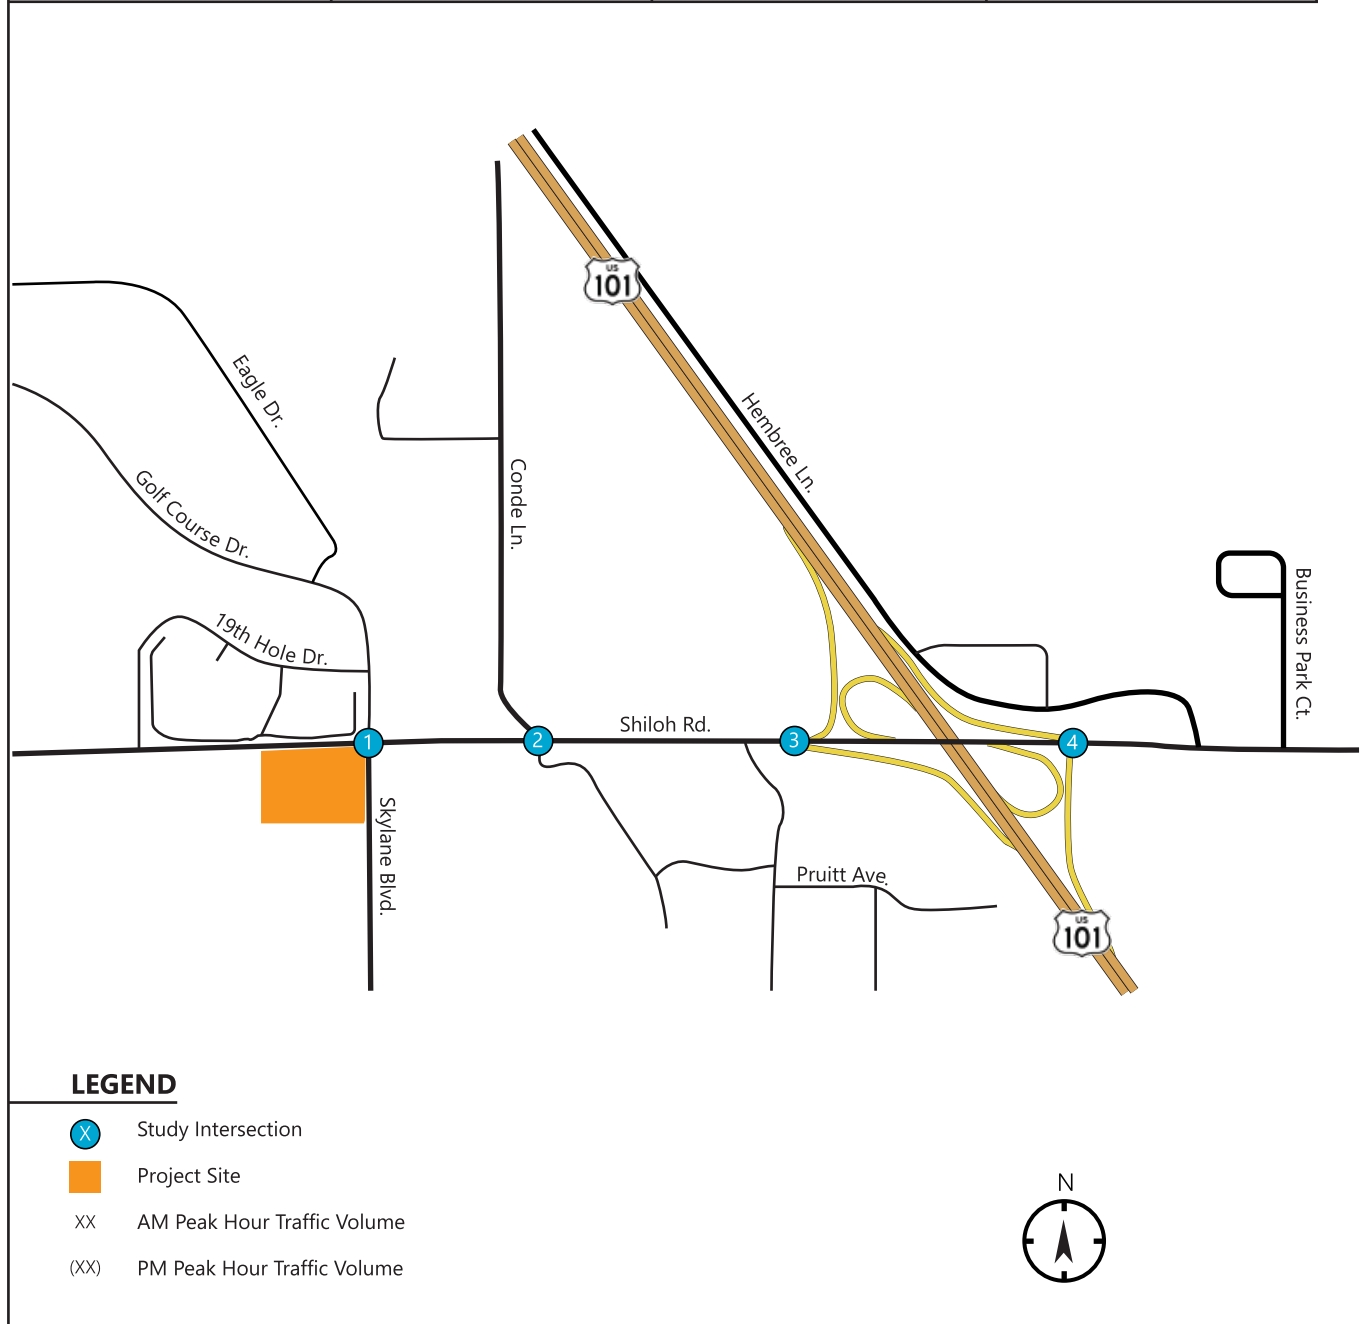 US
101
Eagle Dr.
Hembree Ln.
Conde Ln.
Golf Course Dr.
Business Park Ct.
19th Hole Dr.
Shiloh Rd.
1
2
3
4
Skylane Blvd.
Pruitt Ave.
US
101
LEGEND
X Study Intersection
Project Site
XX AM Peak Hour Traffic Volume
(XX) PM Peak Hour Traffic Volume
N